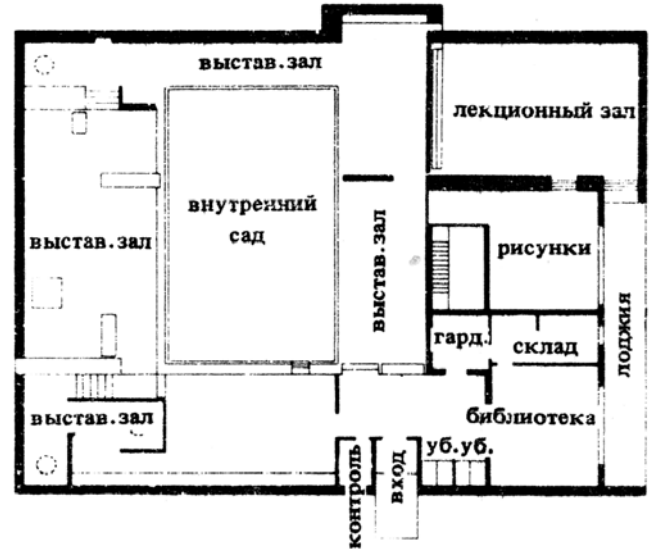 выстав.зал
лекционный зал
внутренний
сад
выстав.зал
выстав.зал
рисунки
лоджия
гард.
склад
выстав.зал
библиотека
уб.уб.
контроль
вход